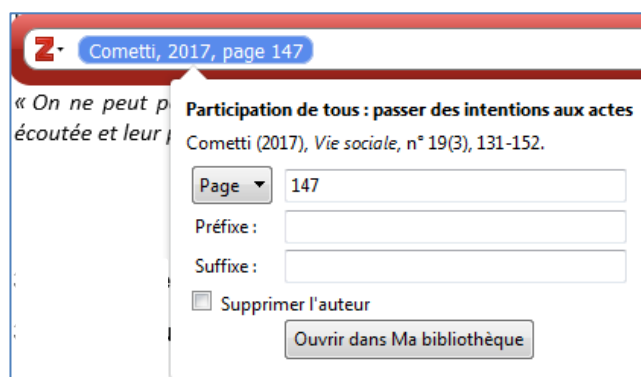 Z
Cometti, 2017, page 147
« On ne peut
écoutée et leur
Participation de tous : passer des intentions aux actes
Cometti (2017), Vie sociale, n° 19(3), 131-152.
Page 147
Préfixe :
Suffixe :
Supprimer l'auteur
Ouvrir dans Ma bibliothèque